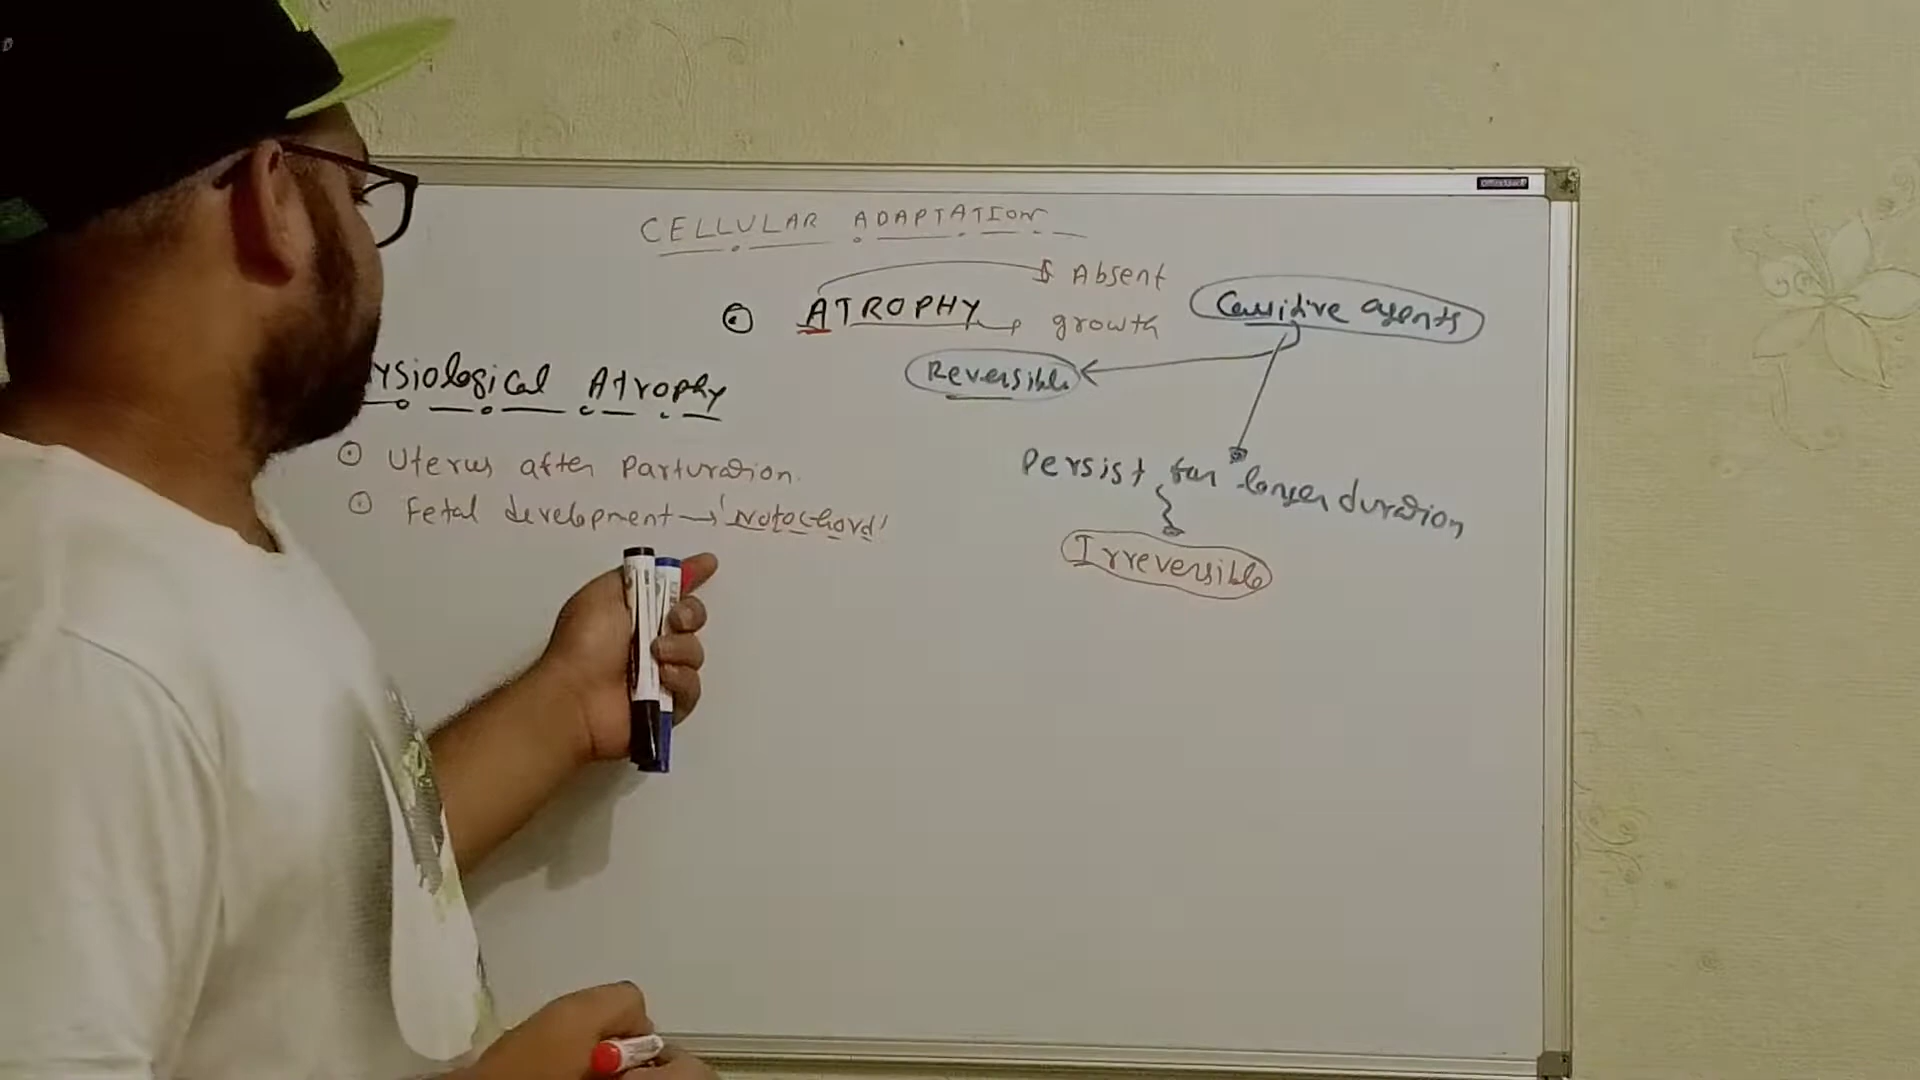 CELLULAR ADAPTATION
Absent
ATROPHY
growth
Causitive agents
Reversible
ysiological Atrophy
Uterus after Parturation.
Fetal development → 'Notochord'
Persist for longer duration
Irreversible